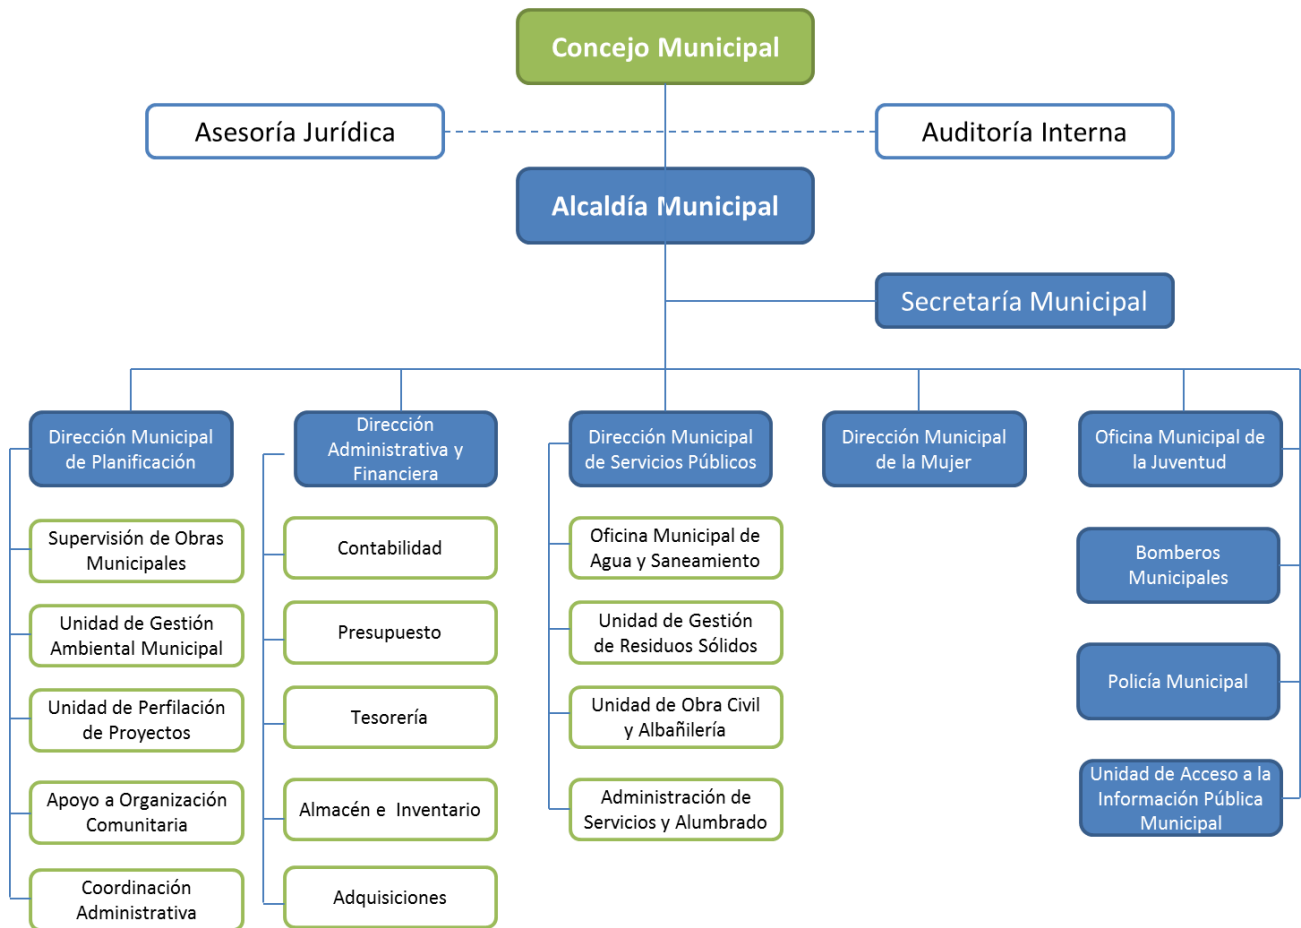 Concejo Municipal
Asesoría Jurídica
Auditoría Interna
Alcaldía Municipal
Secretaría Municipal
Dirección Municipal
de Planificación
Supervisión de Obras
Municipales
Unidad de Gestión
Ambiental Municipal
Unidad de Perfilación
de Proyectos
Apoyo a Organización
Comunitaria
Coordinación
Administrativa
Dirección
Administrativa y
Financiera
Contabilidad
Presupuesto
Tesorería
Almacén e Inventario
Adquisiciones
Dirección Municipal
de Servicios Públicos
Oficina Municipal de
Agua y Saneamiento
Unidad de Gestión
de Residuos Sólidos
Unidad de Obra Civil
y Albañilería
Administración de
Servicios y Alumbrado
Dirección Municipal
de la Mujer
Oficina Municipal de
la Juventud
Bomberos
Municipales
Policía Municipal
Unidad de Acceso a la
Información Pública
Municipal